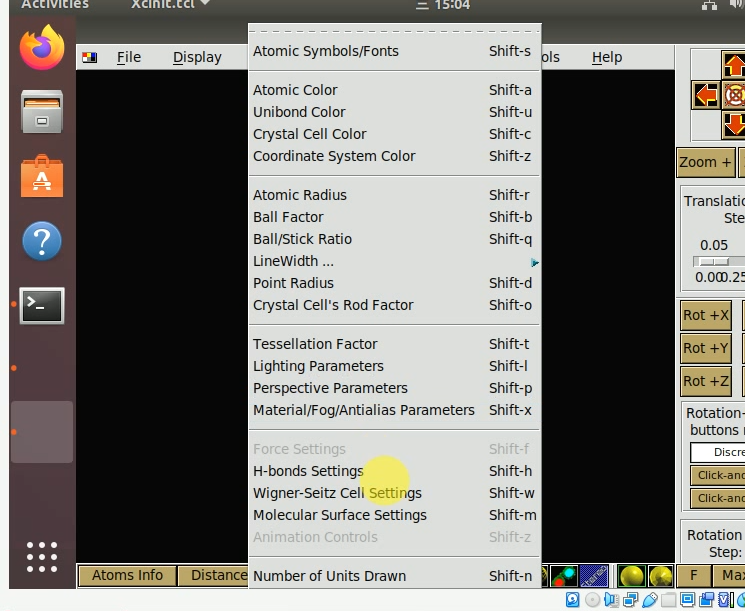 Activities Xcinit.tcl 三 15:04
File Display ols Help
Atomic Symbols/Fonts Shift-s
Atomic Color Shift-a
Unibond Color Shift-u
Crystal Cell Color Shift-c
Coordinate System Color Shift-z
Atomic Radius Shift-r
Ball Factor Shift-b
Ball/Stick Ratio Shift-q
LineWidth ...
Point Radius Shift-d
Crystal Cell's Rod Factor Shift-o
Tessellation Factor Shift-t
Lighting Parameters Shift-l
Perspective Parameters Shift-p
Material/Fog/Antialias Parameters Shift-x
Force Settings Shift-f
H-bonds Settings Shift-h
Wigner-Seitz Cell Settings Shift-w
Molecular Surface Settings Shift-m
Animation Controls Shift-z
Number of Units Drawn Shift-n
Zoom +
Translatio
Ste
0.05
0.00 0.25
Rot +X
Rot +Y
Rot +Z
Rotation-
buttons r
Discre
Click-and
Click-and
Rotation
Step:
Atoms Info Distance Stereo F Max